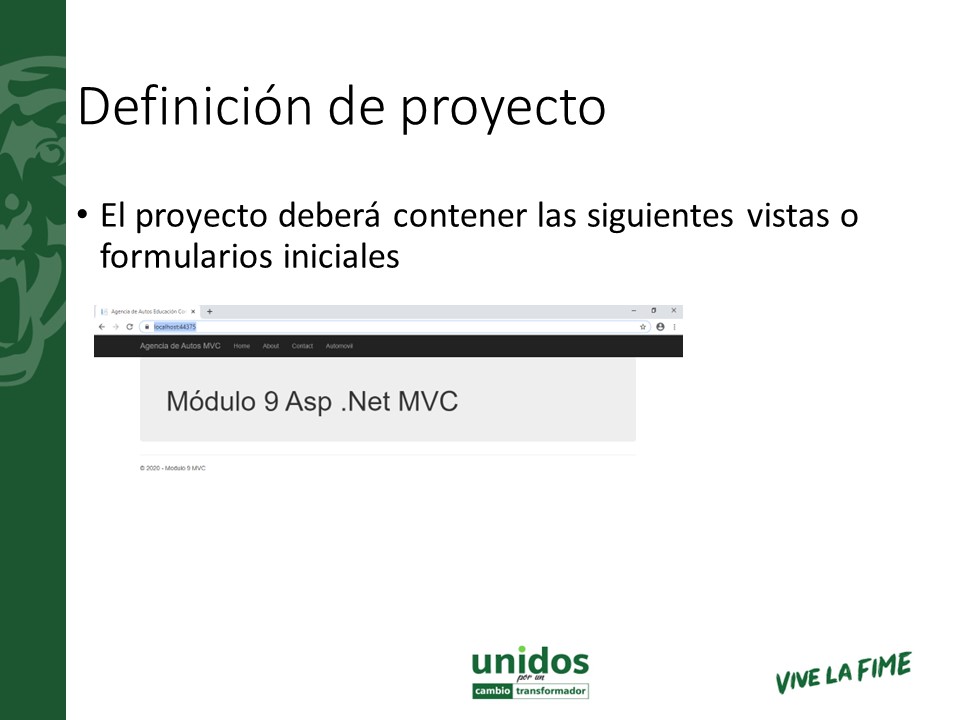 Definición de proyecto
• El proyecto deberá contener las siguientes vistas o
formularios iniciales
Agencia de Autos Educación Co
localhost:44375
Agencia de Autos MVC Home About Contact Automovil
Módulo 9 Asp .Net MVC
© 2020 - Módulo 9 MVC
unidos
por un
cambio transformador
VIVE LA FIME